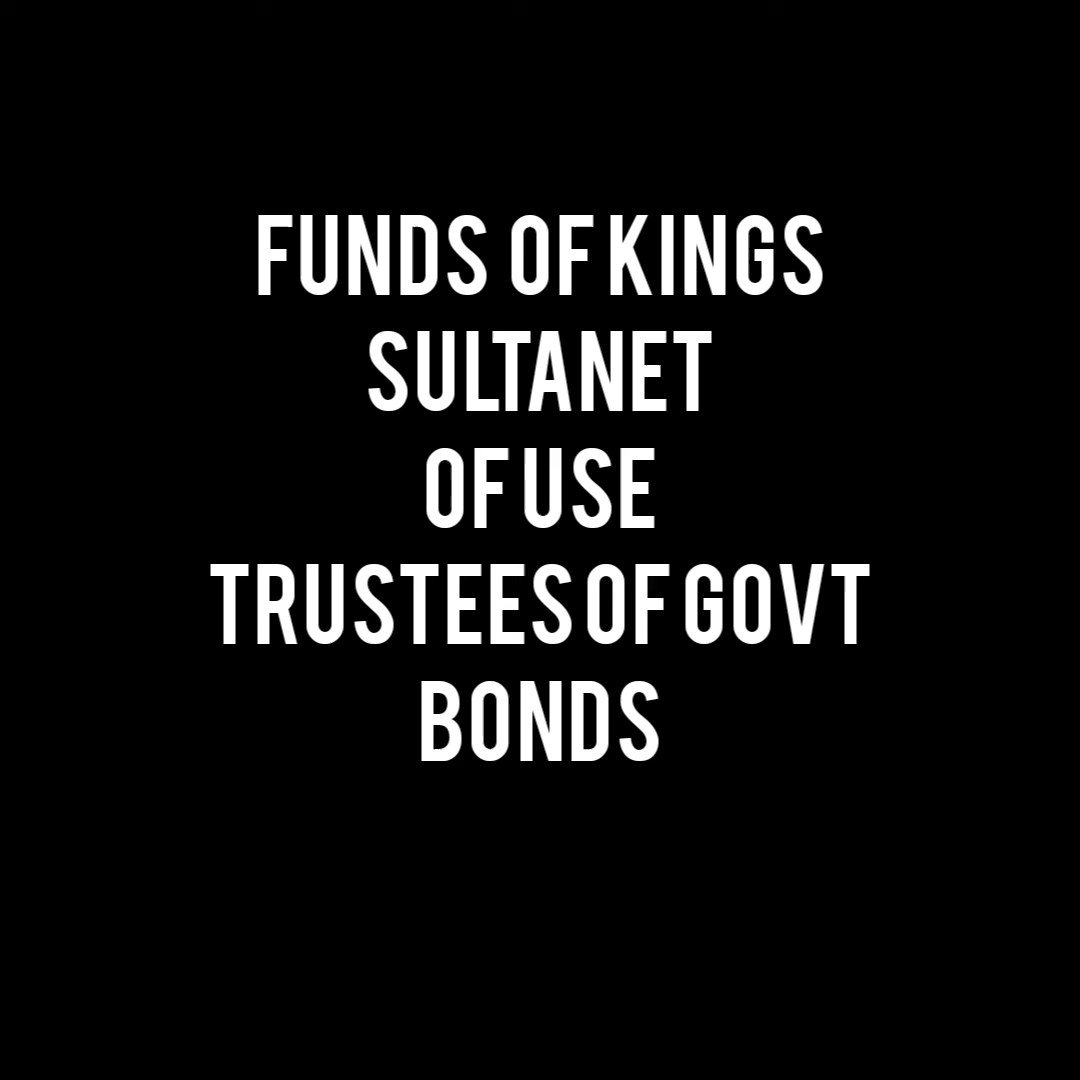 FUNDS OF KINGS
SULTANET
OF USE
TRUSTEES OF GOVT
BONDS